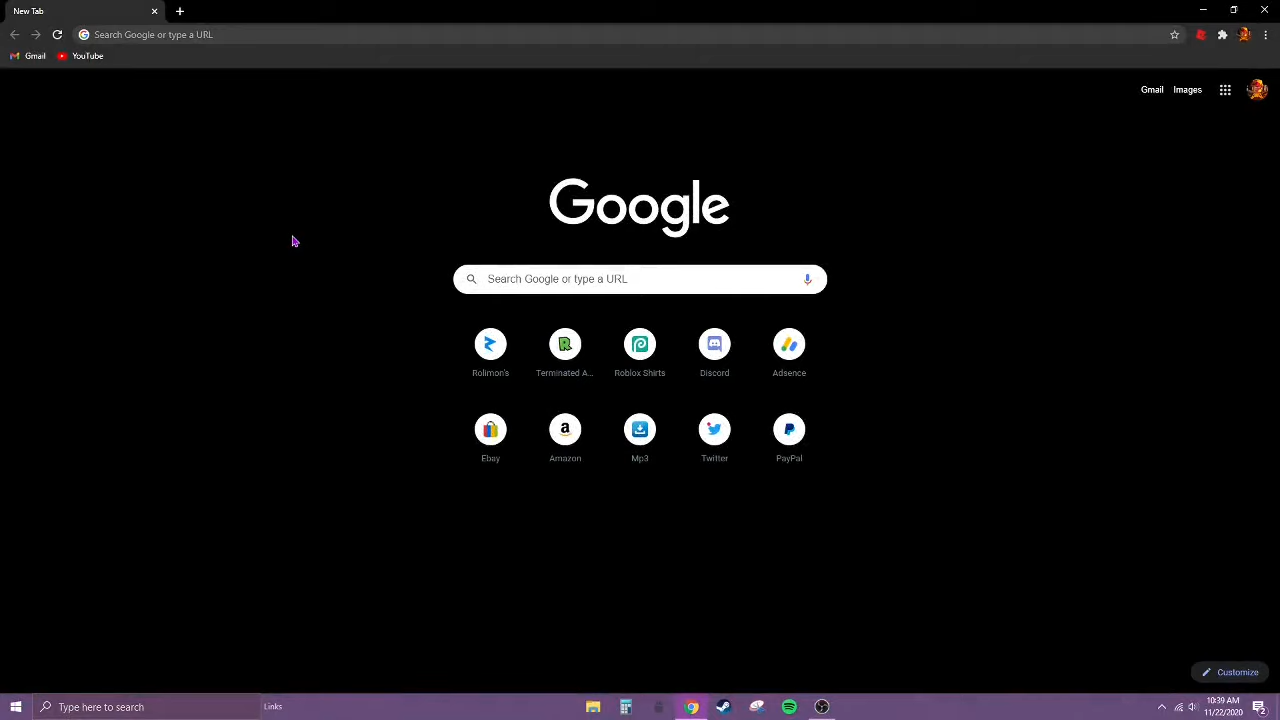 New Tab
Search Google or type a URL
Gmail YouTube
Gmail Images
Google
Search Google or type a URL
Rolimon's Terminated A... Roblox Shirts Discord Adsence
Ebay Amazon Mp3 Twitter PayPal
Customize
Type here to search Links
10:39 AM
11/22/2020
2